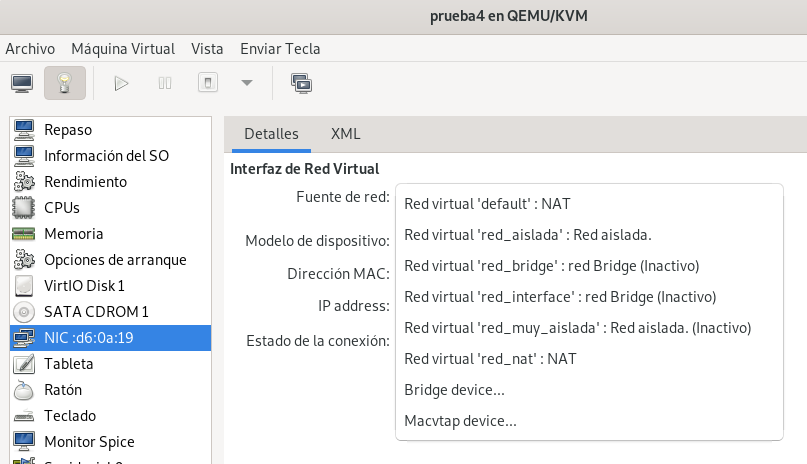 prueba4 en QEMU/KVM
Archivo Máquina Virtual Vista Enviar Tecla
Repaso
Información del SO
Rendimiento
CPUs
Memoria
Opciones de arranque
VirtIO Disk 1
SATA CDROM 1
NIC :d6:0a:19
Tableta
Ratón
Teclado
Monitor Spice
Detalles XML
Interfaz de Red Virtual
Fuente de red:
Modelo de dispositivo:
Dirección MAC:
IP address:
Estado de la conexión:
Red virtual 'default' : NAT
Red virtual 'red_aislada' : Red aislada.
Red virtual 'red_bridge' : red Bridge (Inactivo)
Red virtual 'red_interface' : red Bridge (Inactivo)
Red virtual 'red_muy_aislada' : Red aislada. (Inactivo)
Red virtual 'red_nat' : NAT
Bridge device...
Macvtap device...